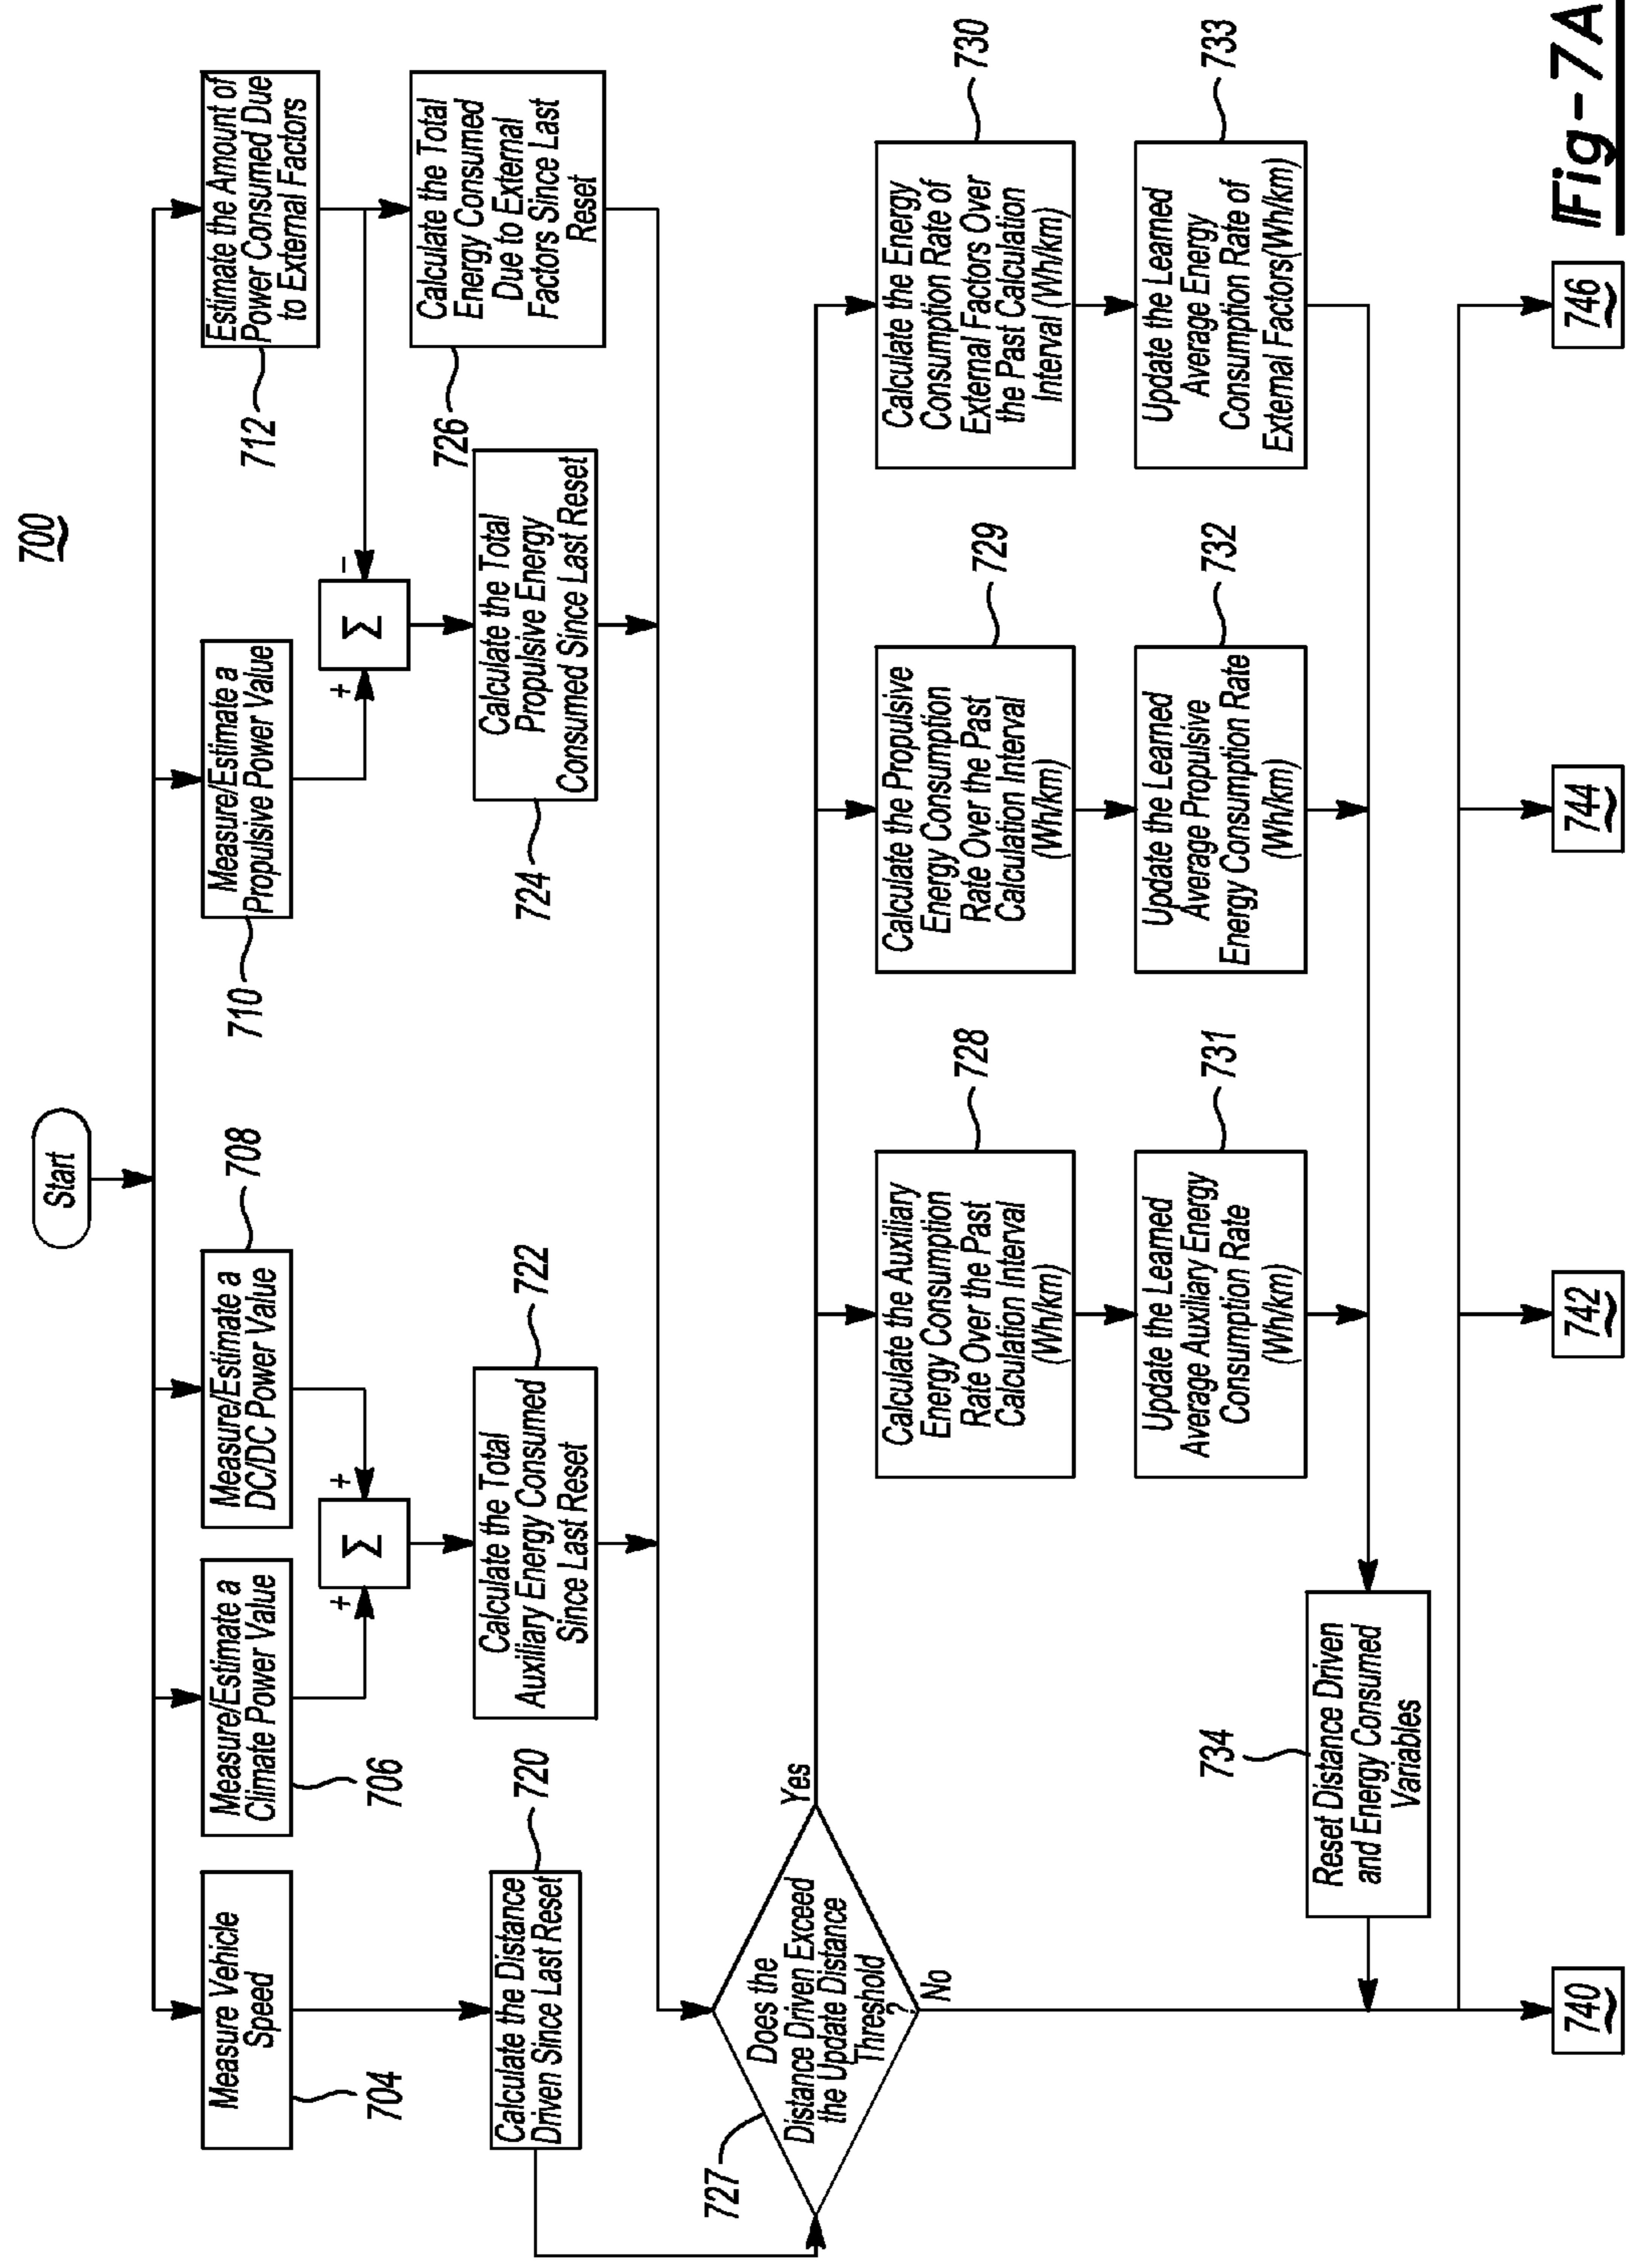 700
Start
Measure Vehicle
Speed
704
Measure/Estimate a
Climate Power Value
706
Measure/Estimate a
DC/DC Power Value
708
Measure/Estimate a
Propulsive Power Value
710
Estimate the Amount of
Power Consumed Due
to External Factors
712
+
Σ
+
+
Σ
–
Calculate the Distance
Driven Since Last Reset
720
Calculate the Total
Auxiliary Energy Consumed
Since Last Reset
722
Calculate the Total
Propulsive Energy
Consumed Since Last Reset
724
Calculate the Total
Energy Consumed
Due to External
Factors Since Last
Reset
726
Does the
Distance Driven Exceed
the Update Distance
Threshold
?
727
Yes
No
Calculate the Auxiliary
Energy Consumption
Rate Over the Past
Calculation Interval
(Wh/km)
728
Calculate the Propulsive
Energy Consumption
Rate Over the Past
Calculation Interval
(Wh/km)
729
Calculate the Energy
Consumption Rate of
External Factors Over
the Past Calculation
Interval (Wh/km)
730
Update the Learned
Average Auxiliary Energy
Consumption Rate
(Wh/km)
731
Update the Learned
Average Propulsive
Energy Consumption Rate
(Wh/km)
732
Update the Learned
Average Energy
Consumption Rate of
External Factors(Wh/km)
733
Reset Distance Driven
and Energy Consumed
Variables
734
740
742
744
746
Fig-7A